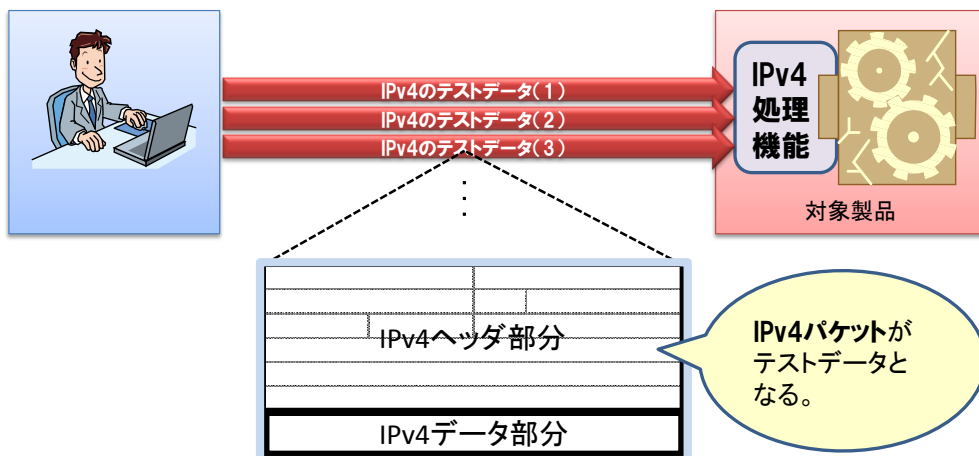 IPv4のテストデータ(1)
IPv4のテストデータ(2)
IPv4のテストデータ(3)
IPv4
処理
機能
対象製品
IPv4ヘッダ部分
IPv4データ部分
IPv4パケットが
テストデータと
なる。